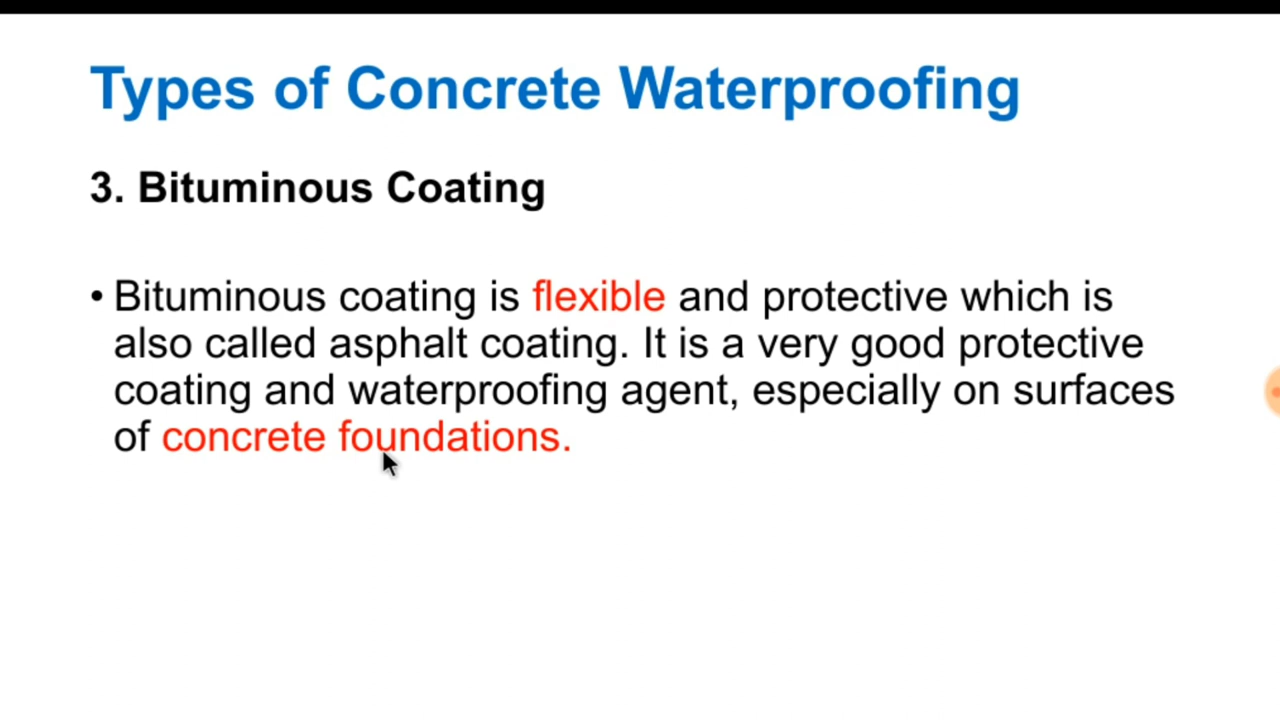 Types of Concrete Waterproofing
3. Bituminous Coating
• Bituminous coating is flexible and protective which is
also called asphalt coating. It is a very good protective
coating and waterproofing agent, especially on surfaces
of concrete foundations.